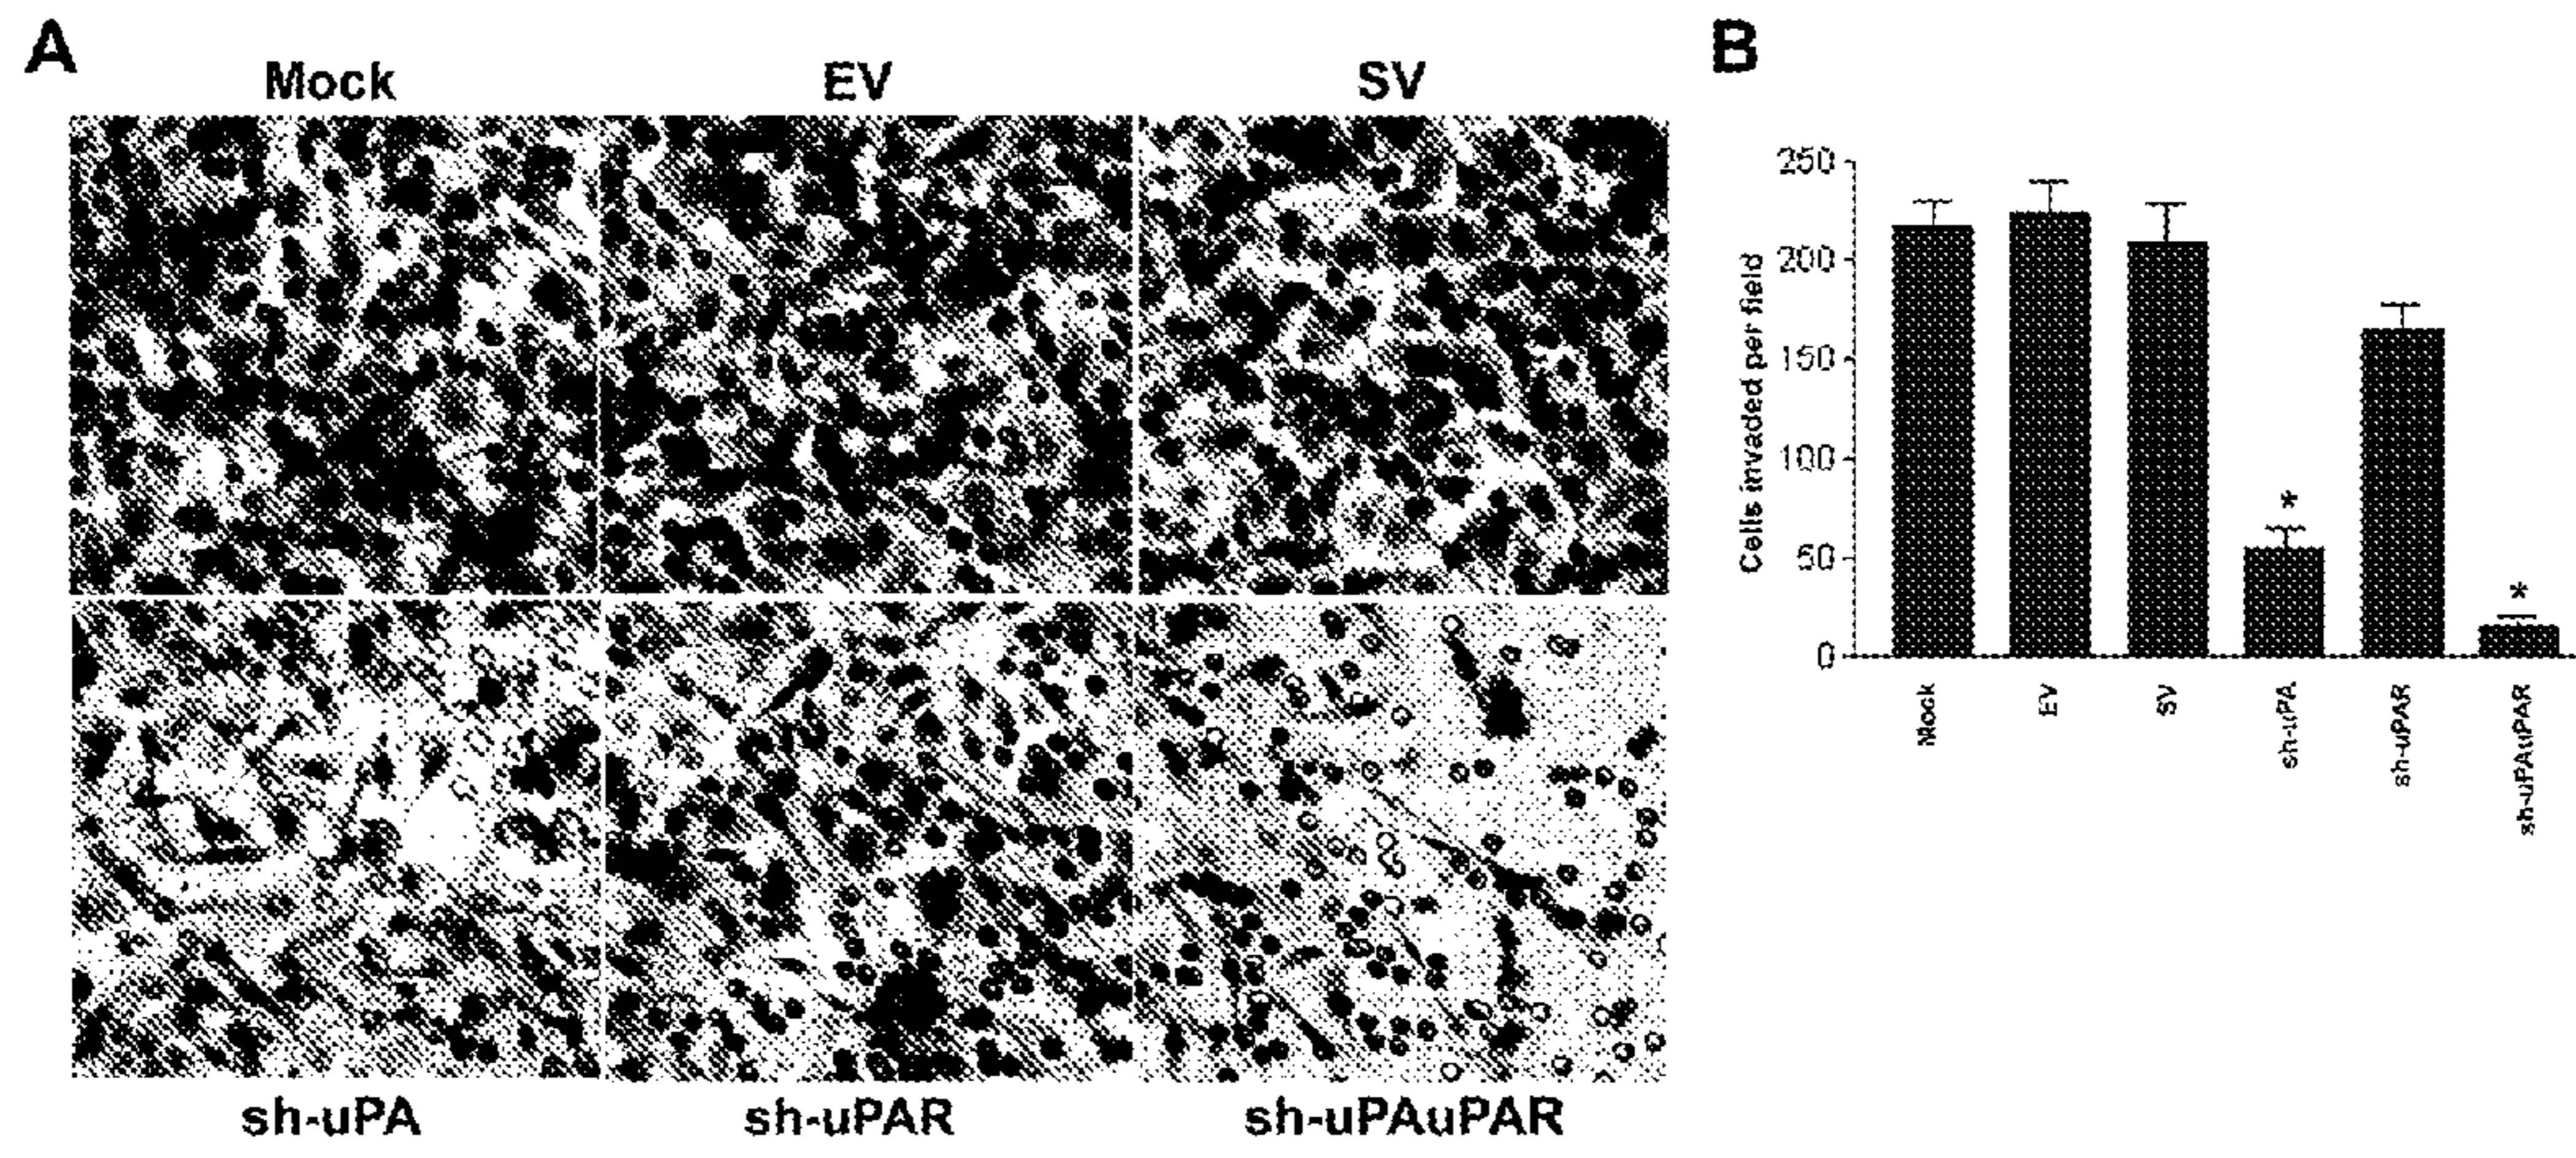 A
Mock
EV
SV
sh-uPA
sh-uPAR
sh-uPAuPAR
B
Cells invaded per field
250
200
150
100
50
0
*
*
Mock
EV
SV
sh-uPA
sh-uPAR
sh-uPAuPAR